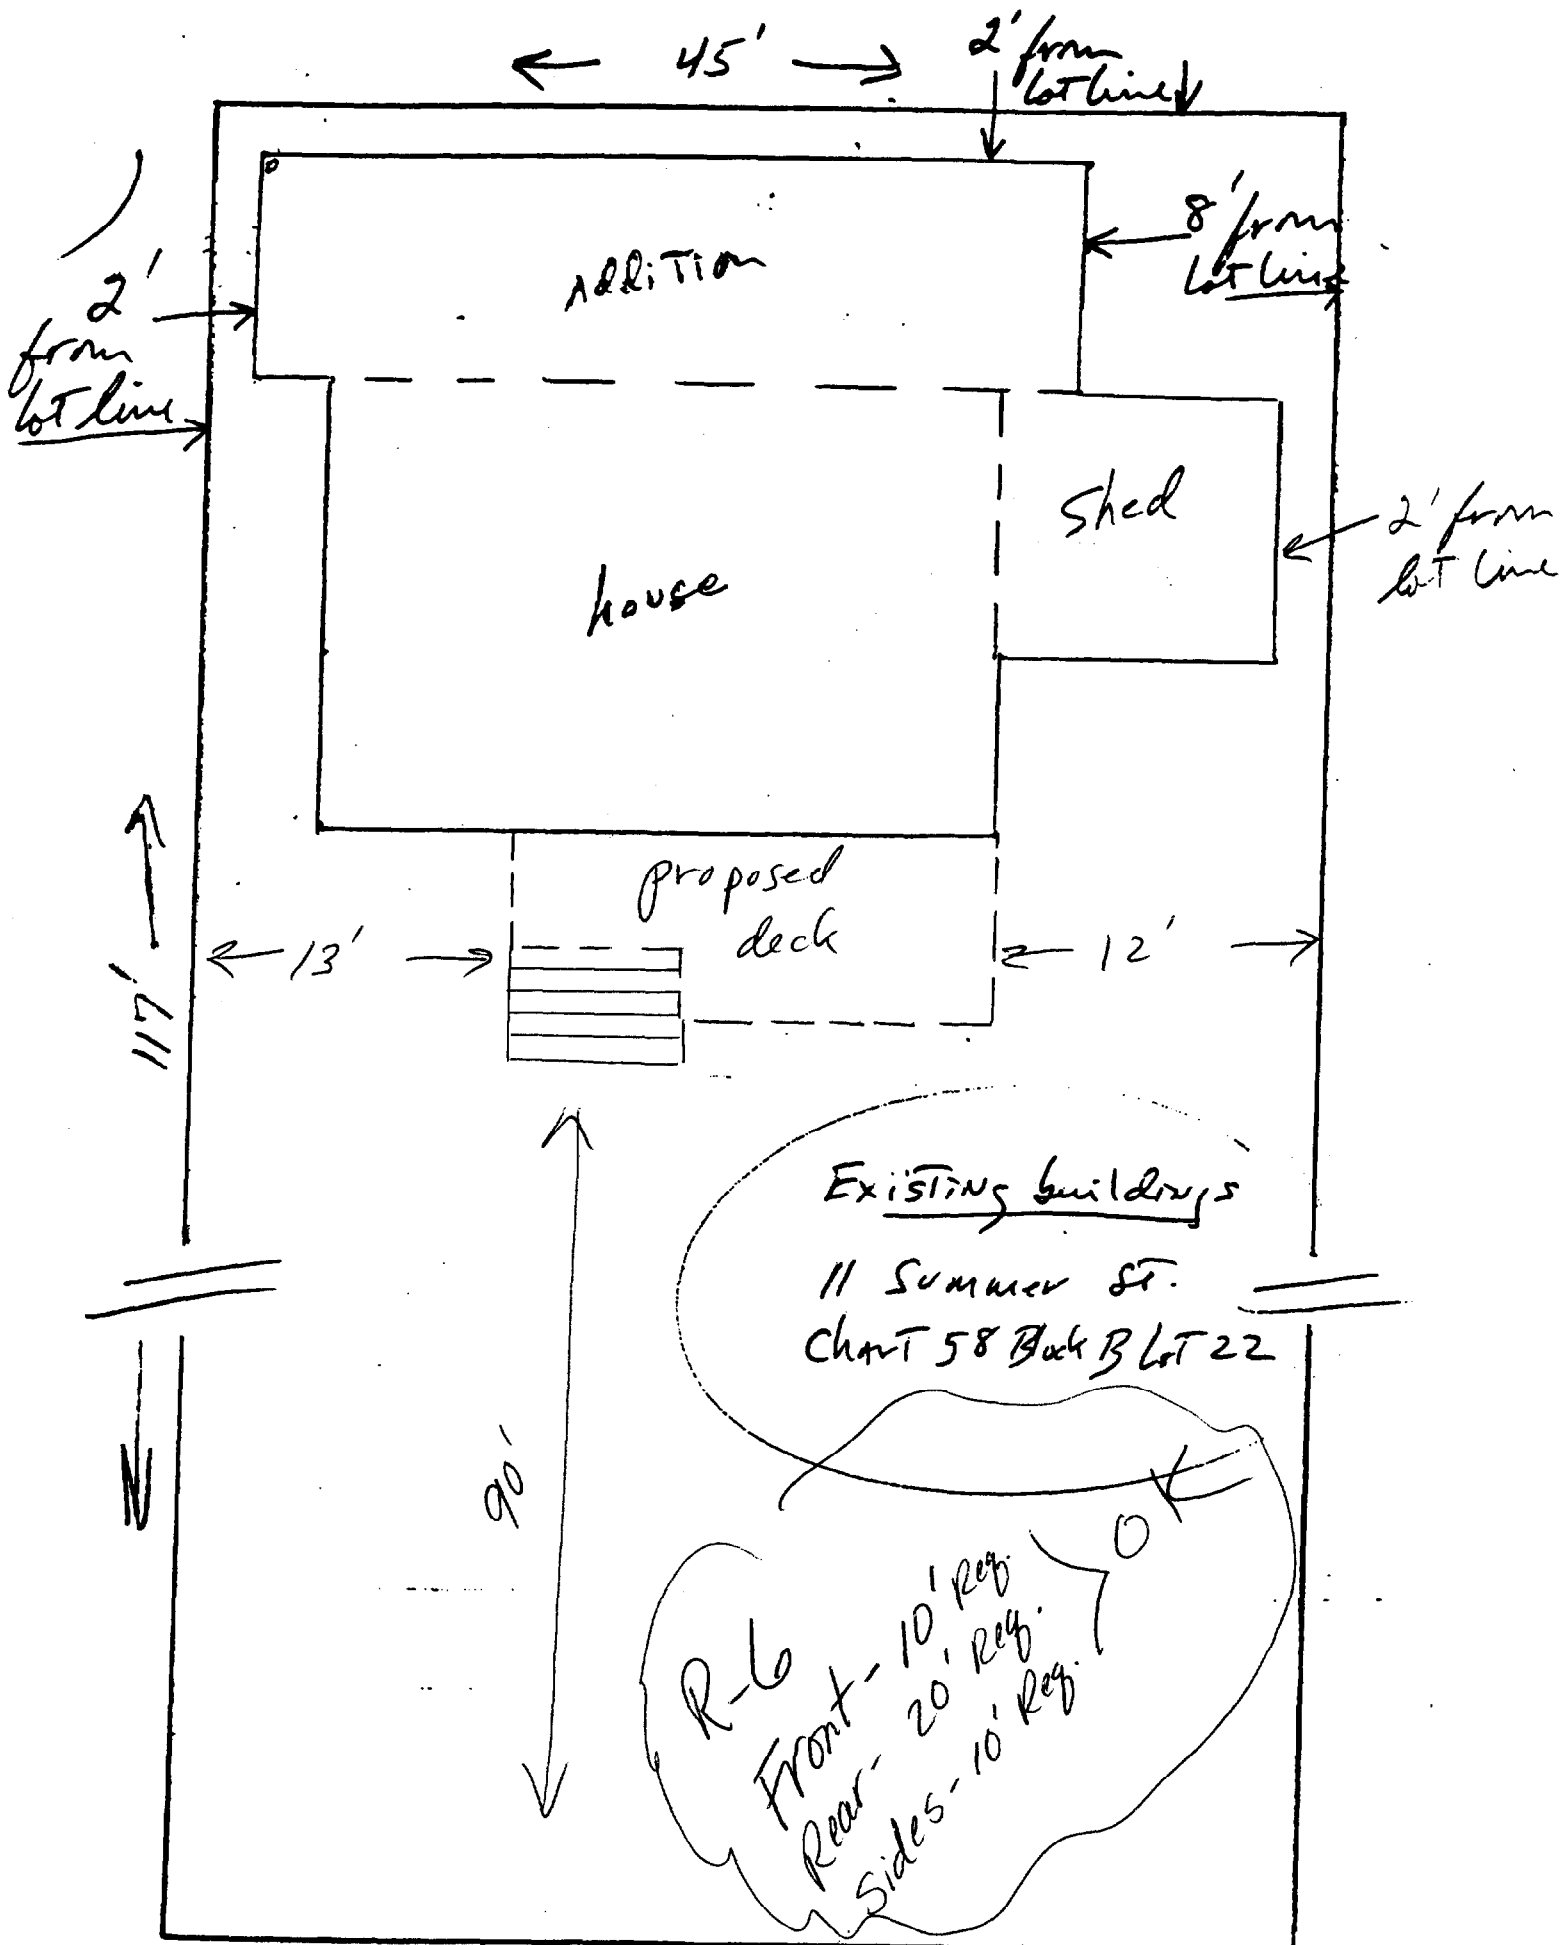 45'
2' from
lot line
Addition
8' from
lot line
2'
from
lot line
Shed
2' from
lot line
house
proposed
deck
13'
12'
117'
Existing buildings
11 Summer St.
Chart 58 Block B Lot 22
90'
OK
R-6
Front - 10' Req.
Rear - 20' Req.
Sides - 10' Req.